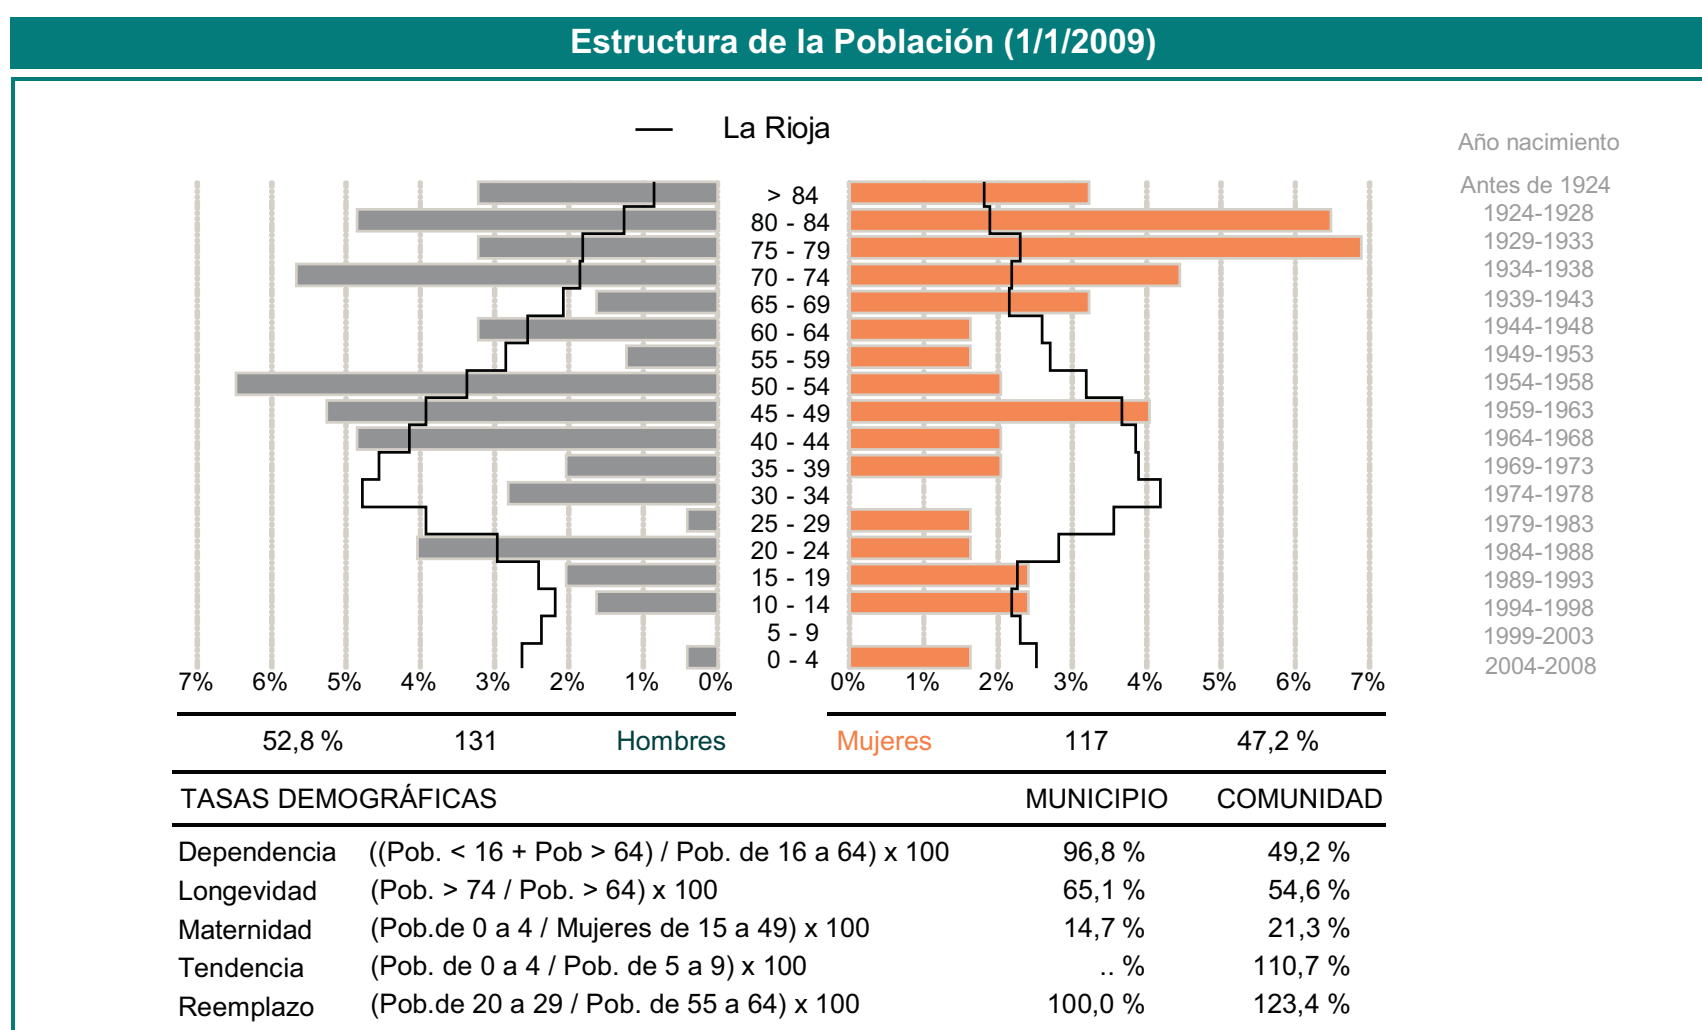 Estructura de la Población (1/1/2009)
La Rioja
Año nacimiento
> 84 Antes de 1924
80 - 84 1924-1928
75 - 79 1929-1933
70 - 74 1934-1938
65 - 69 1939-1943
60 - 64 1944-1948
55 - 59 1949-1953
50 - 54 1954-1958
45 - 49 1959-1963
40 - 44 1964-1968
35 - 39 1969-1973
30 - 34 1974-1978
25 - 29 1979-1983
20 - 24 1984-1988
15 - 19 1989-1993
10 - 14 1994-1998
5 - 9 1999-2003
0 - 4 2004-2008
7% 6% 5% 4% 3% 2% 1% 0% 0% 1% 2% 3% 4% 5% 6% 7%
52,8 % 131 Hombres Mujeres 117 47,2 %
TASAS DEMOGRÁFICAS MUNICIPIO COMUNIDAD
Dependencia ((Pob. < 16 + Pob > 64) / Pob. de 16 a 64) x 100 96,8 % 49,2 %
Longevidad (Pob. > 74 / Pob. > 64) x 100 65,1 % 54,6 %
Maternidad (Pob.de 0 a 4 / Mujeres de 15 a 49) x 100 14,7 % 21,3 %
Tendencia (Pob. de 0 a 4 / Pob. de 5 a 9) x 100 .. % 110,7 %
Reemplazo (Pob.de 20 a 29 / Pob. de 55 a 64) x 100 100,0 % 123,4 %